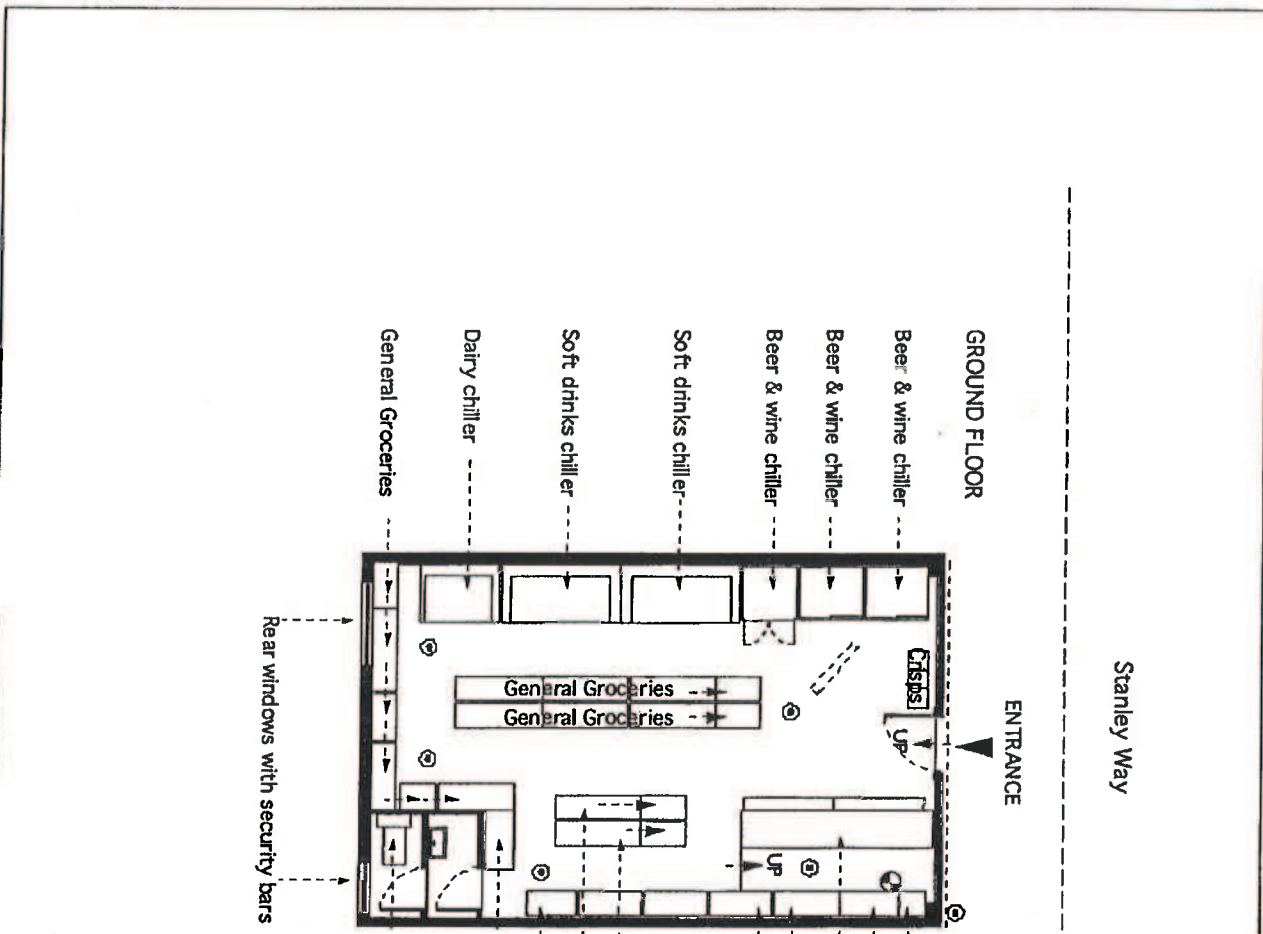 Stanley Way
ENTRANCE
GROUND FLOOR
Beer & wine chiller
Beer & wine chiller
Beer & wine chiller
Soft drinks chiller
Soft drinks chiller
Dairy chiller
General Groceries
Crisps
UP
General Groceries
General Groceries
UP
Rear windows with security bars